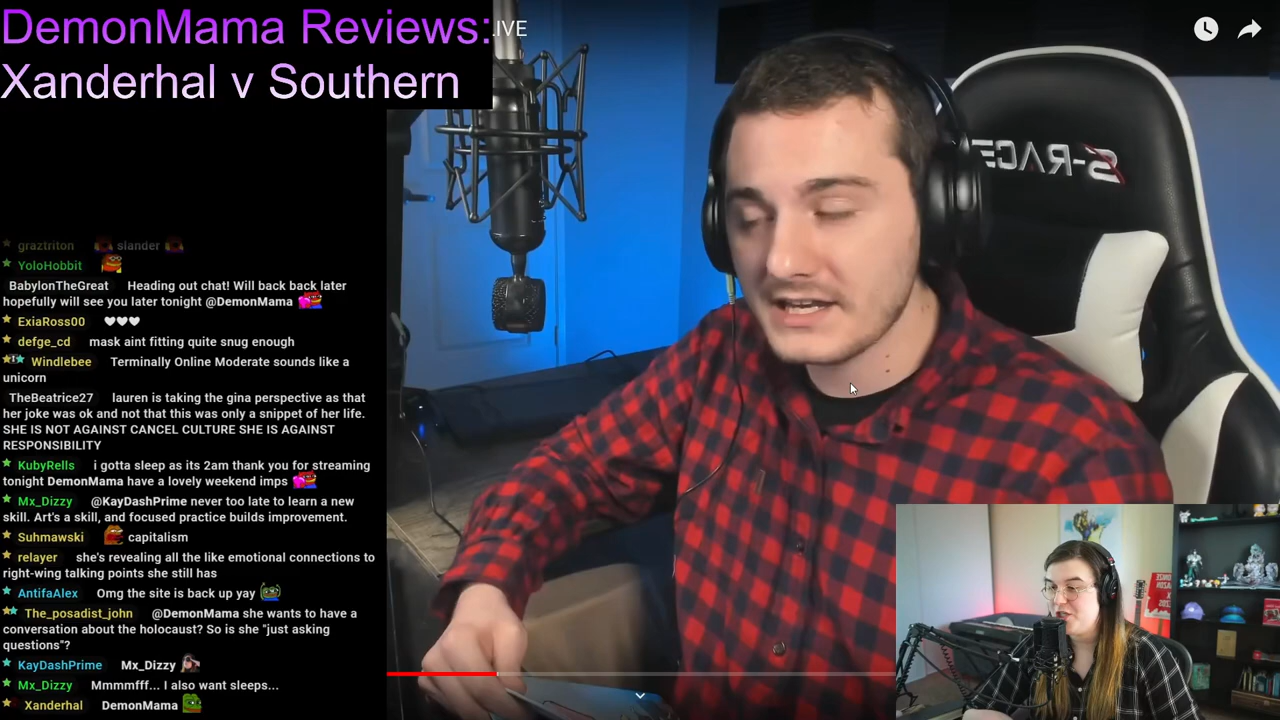 DemonMama Reviews:
Xanderhal v Southern
LIVE
S-RACE
graztriton slander
YoloHobbit
BabylonTheGreat Heading out chat! Will back back later
hopefully will see you later tonight @DemonMama
ExiaRoss00
defge_cd mask aint fitting quite snug enough
Windlebee Terminally Online Moderate sounds like a
unicorn
TheBeatrice27 lauren is taking the gina perspective as that
her joke was ok and not that this was only a snippet of her life.
SHE IS NOT AGAINST CANCEL CULTURE SHE IS AGAINST
RESPONSIBILITY
KubyRells i gotta sleep as its 2am thank you for streaming
tonight DemonMama have a lovely weekend imps
Mx_Dizzy @KayDashPrime never too late to learn a new
skill. Art's a skill, and focused practice builds improvement.
Suhmawski capitalism
relayer she's revealing all the like emotional connections to
right-wing talking points she still has
AntifaAlex Omg the site is back up yay
The_posadist_john @DemonMama she wants to have a
conversation about the holocaust? So is she "just asking
questions"?
KayDashPrime Mx_Dizzy
Mx_Dizzy Mmmmfff... I also want sleeps...
Xanderhal DemonMama